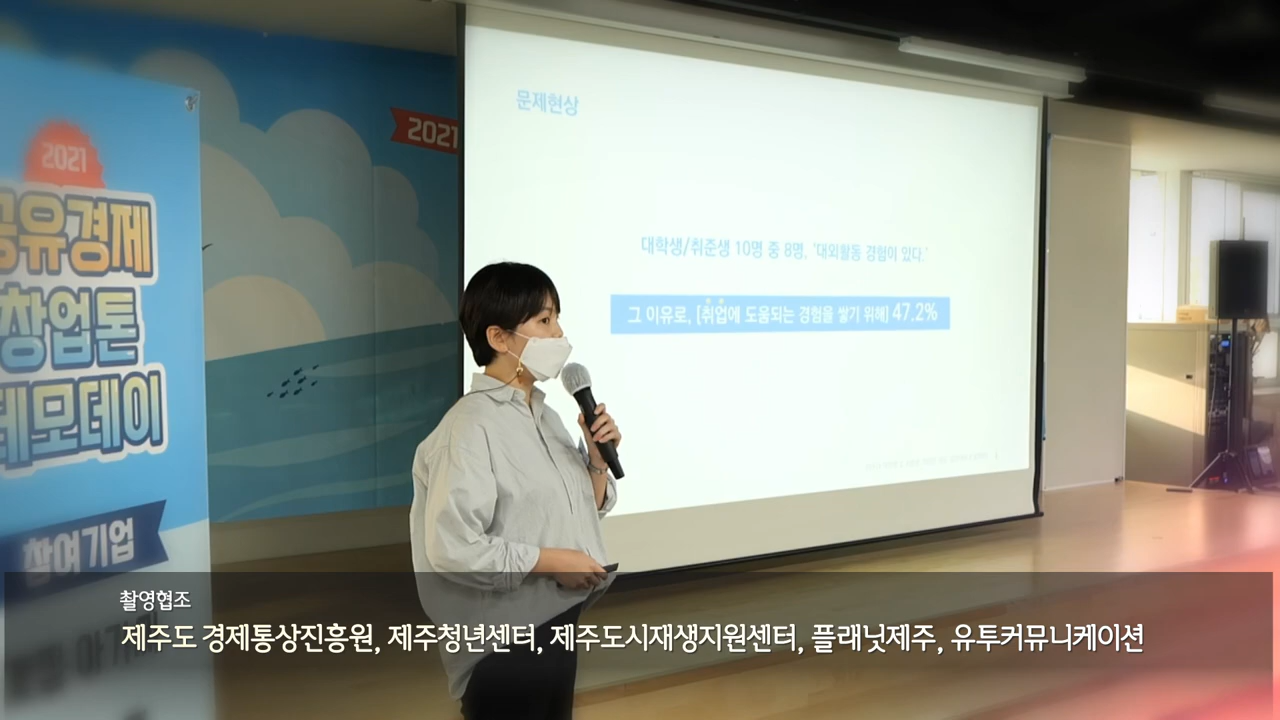 2021
공유경제
창업톤
데모데이
참여기업
2021
문제현상
대학생/취준생 10명 중 8명, '대외활동 경험이 있다.'
그 이유로, [취업에 도움되는 경험을 쌓기 위해] 47.2%
촬영협조
제주도 경제통상진흥원, 제주청년센터, 제주도시재생지원센터, 플래닛제주, 유투커뮤니케이션